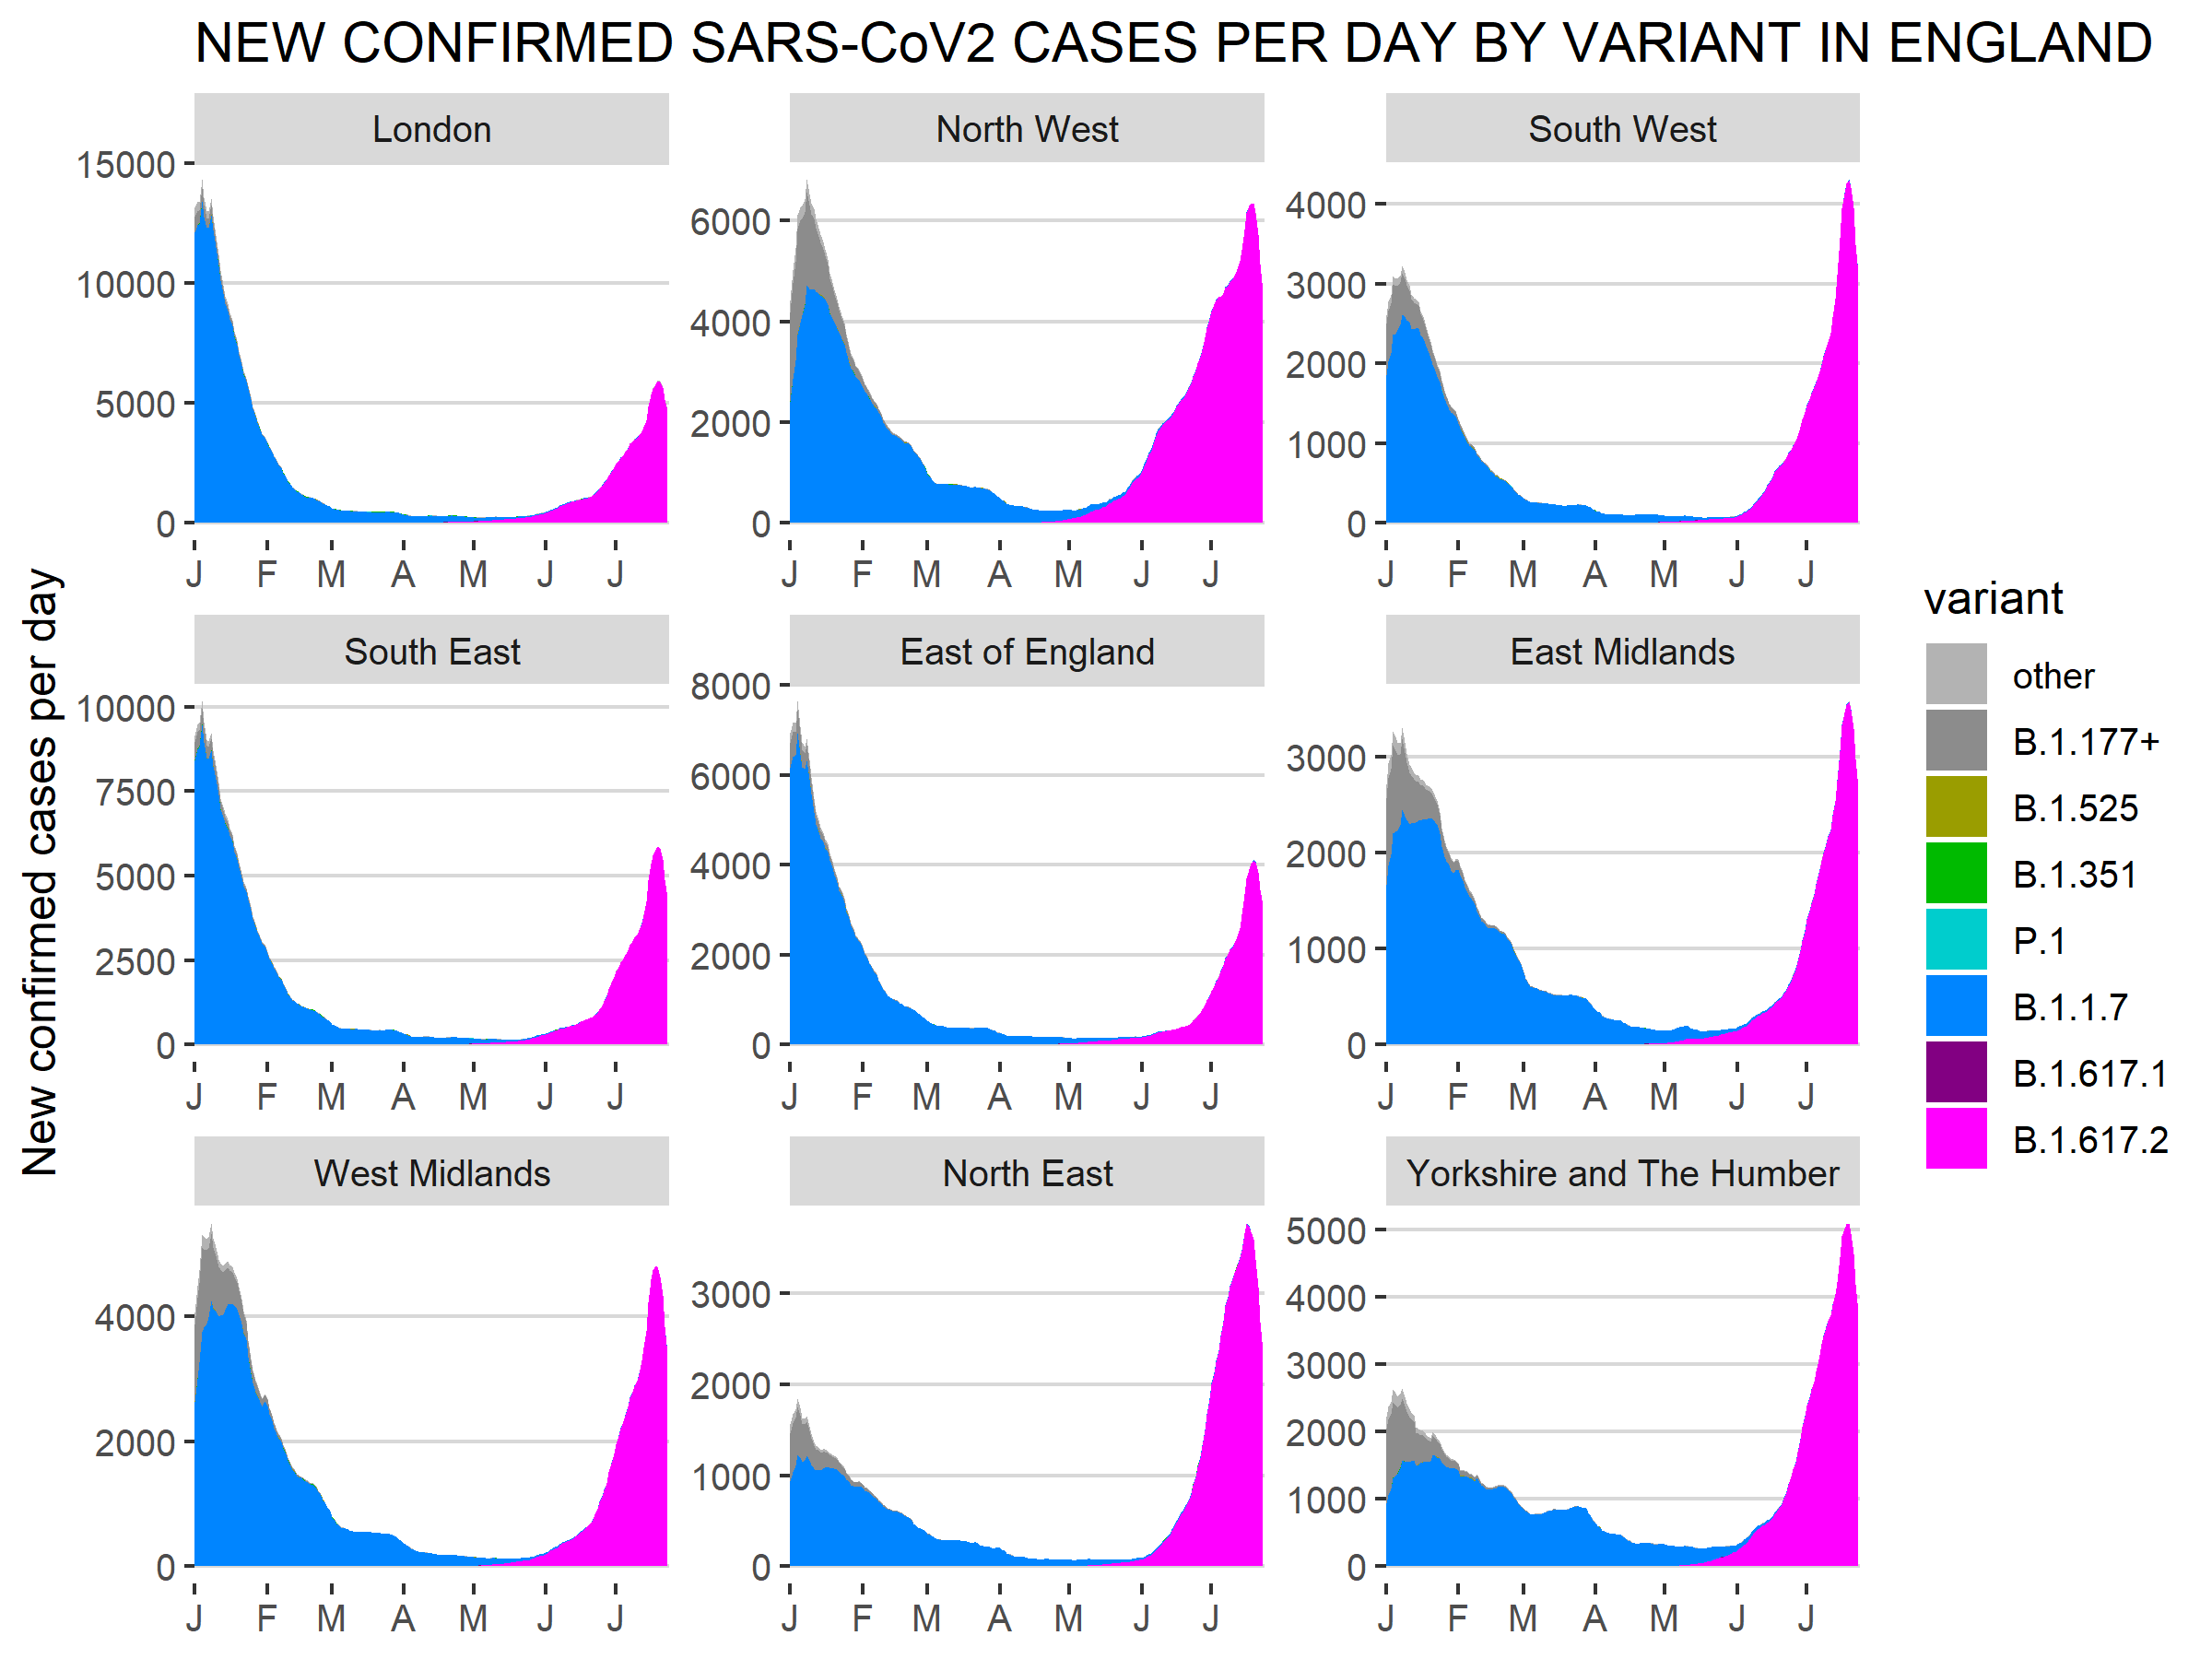 NEW CONFIRMED SARS-CoV2 CASES PER DAY BY VARIANT IN ENGLAND
New confirmed cases per day
London
15000
10000
5000
0
J F M A M J J
North West
6000
4000
2000
0
J F M A M J J
South West
4000
3000
2000
1000
0
J F M A M J J
South East
10000
7500
5000
2500
0
J F M A M J J
East of England
8000
6000
4000
2000
0
J F M A M J J
East Midlands
3000
2000
1000
0
J F M A M J J
West Midlands
4000
2000
0
J F M A M J J
North East
3000
2000
1000
0
J F M A M J J
Yorkshire and The Humber
5000
4000
3000
2000
1000
0
J F M A M J J
variant
other
B.1.177+
B.1.525
B.1.351
P.1
B.1.1.7
B.1.617.1
B.1.617.2